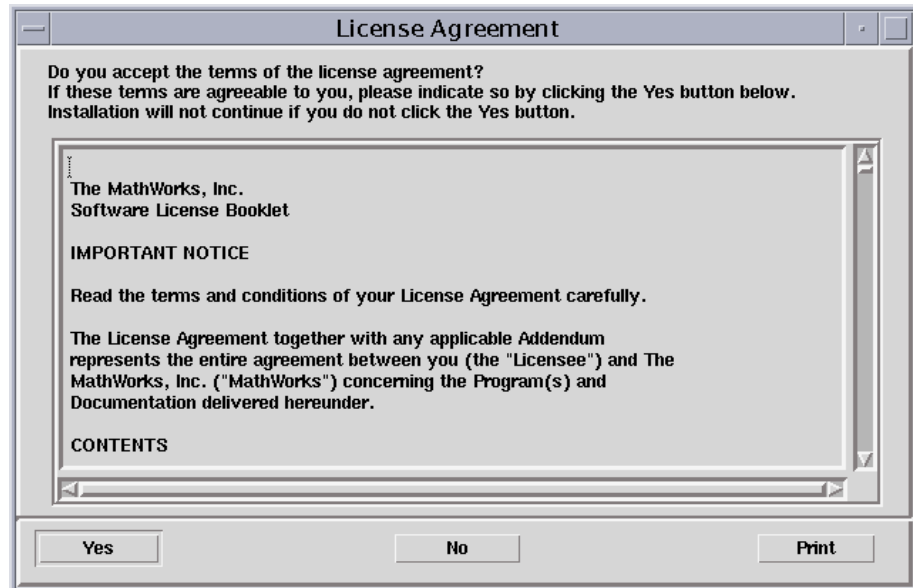 License Agreement
Do you accept the terms of the license agreement?
If these terms are agreeable to you, please indicate so by clicking the Yes button below.
Installation will not continue if you do not click the Yes button.
The MathWorks, Inc.
Software License Booklet
IMPORTANT NOTICE
Read the terms and conditions of your License Agreement carefully.
The License Agreement together with any applicable Addendum
represents the entire agreement between you (the "Licensee") and The
MathWorks, Inc. ("MathWorks") concerning the Program(s) and
Documentation delivered hereunder.
CONTENTS
Yes
No
Print